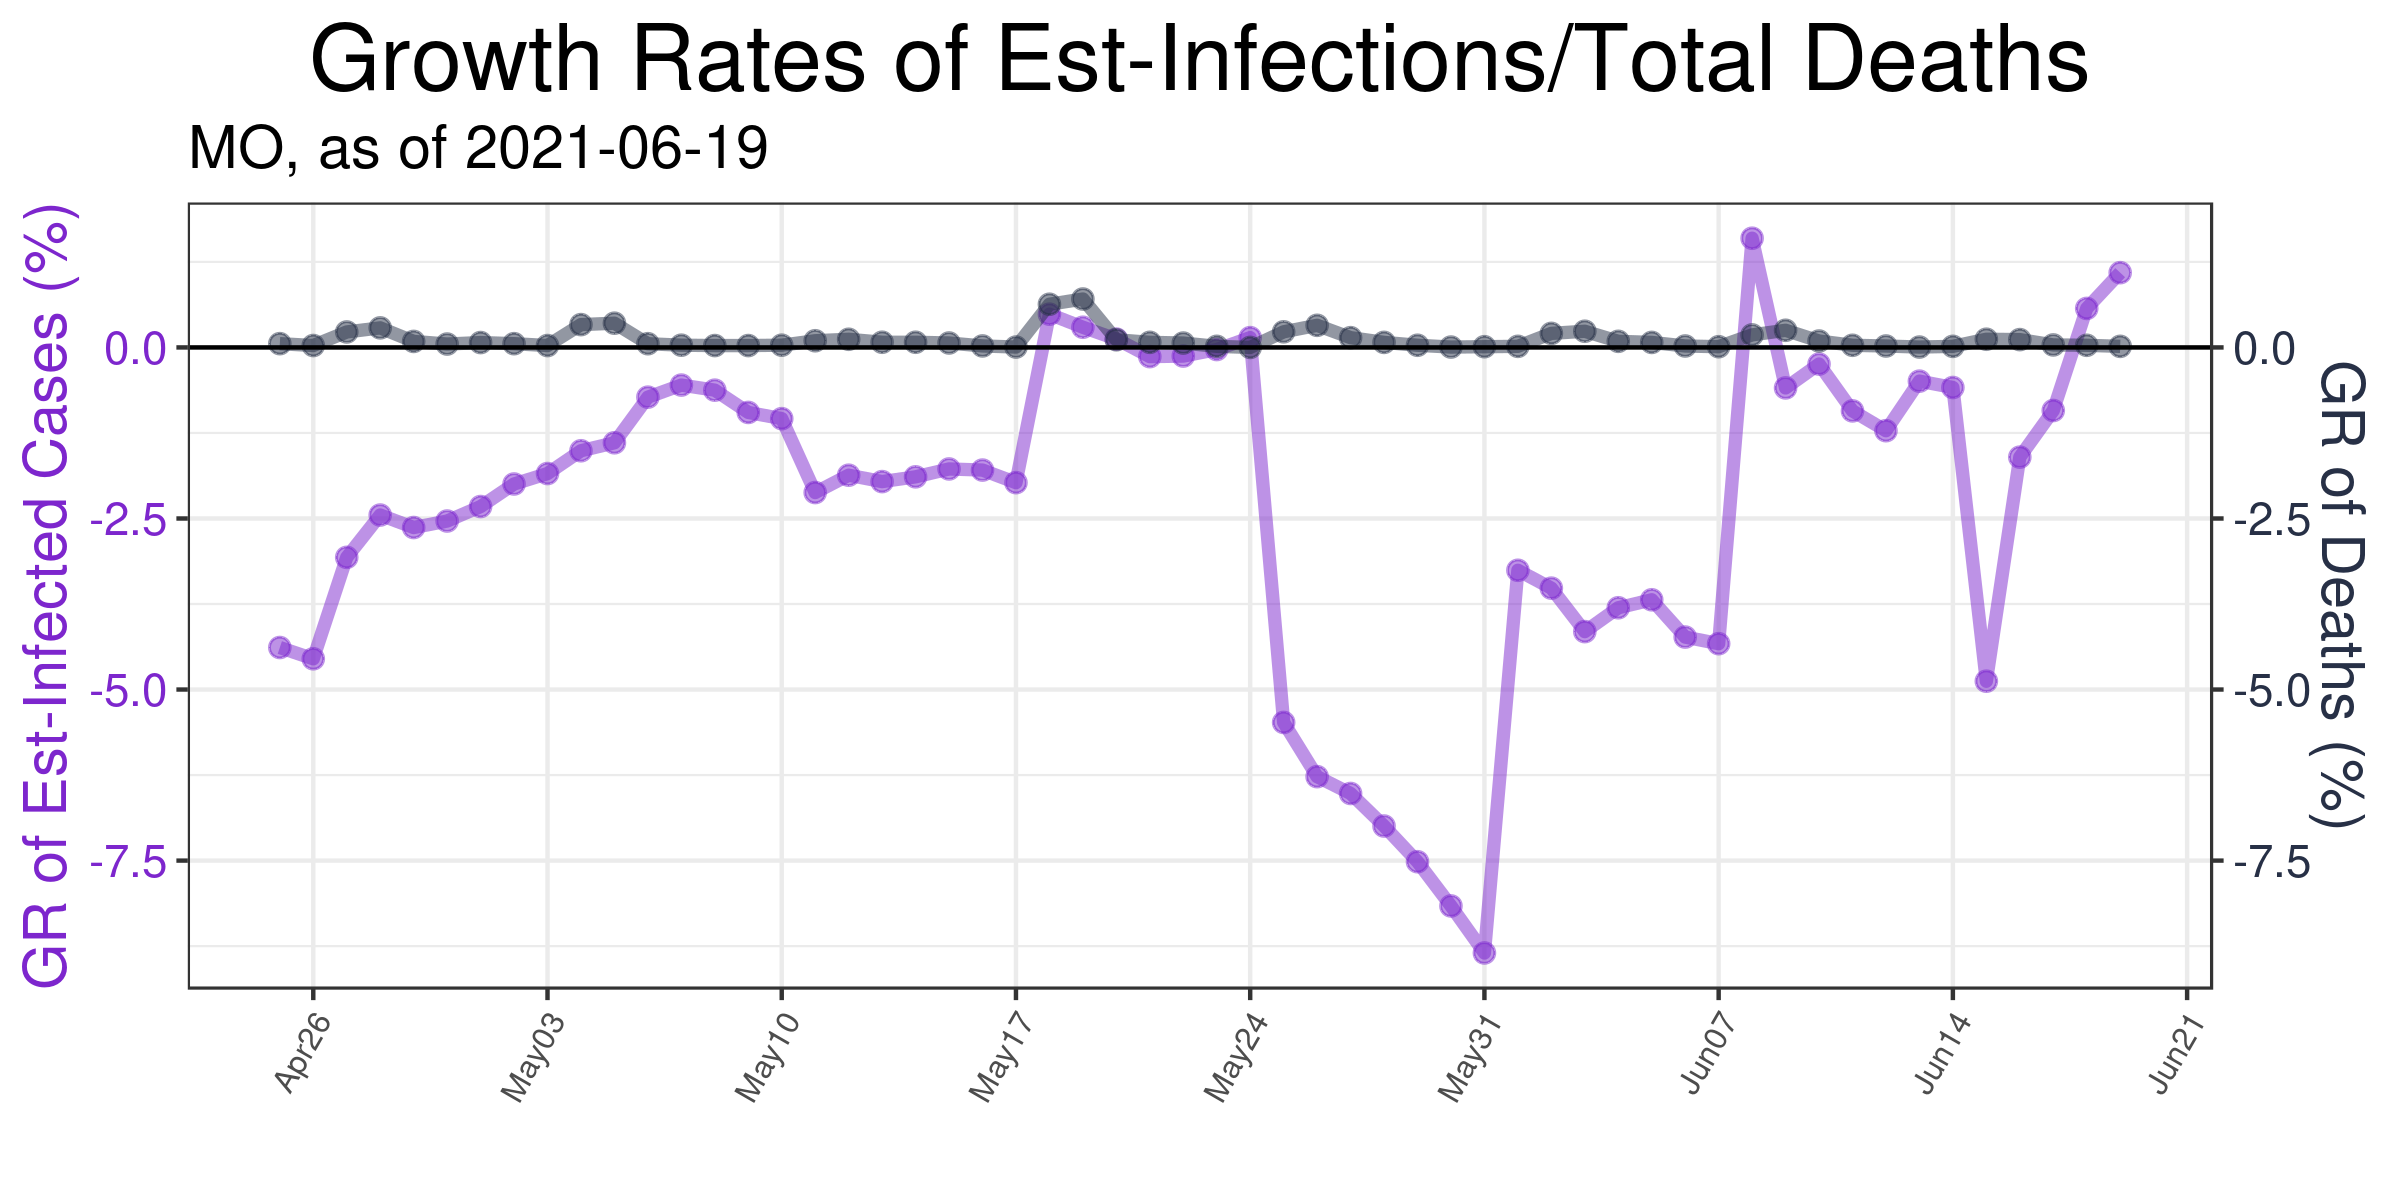 Growth Rates of Est-Infections/Total Deaths
MO, as of 2021-06-19
GR of Est-Infected Cases (%)
0.0
-2.5
-5.0
-7.5
0.0
-2.5
-5.0
-7.5
GR of Deaths (%)
Apr26
May03
May10
May17
May24
May31
Jun07
Jun14
Jun21